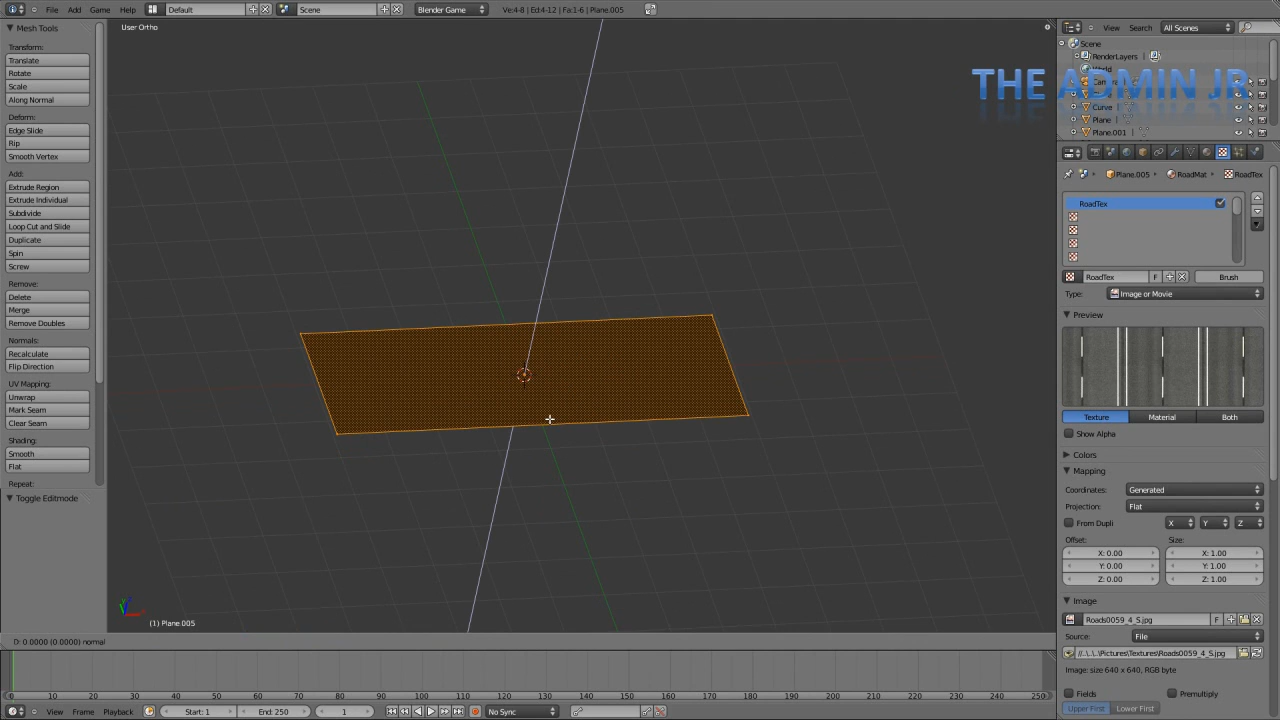 File Add Game Help Default Scene Blender Game Ve:4-8 | Ed:4-12 | Fa:1-6 | Plane.005
Mesh Tools
Transform:
Translate
Rotate
Scale
Along Normal
Deform:
Edge Slide
Rip
Smooth Vertex
Add:
Extrude Region
Extrude Individual
Subdivide
Loop Cut and Slide
Duplicate
Spin
Screw
Remove:
Delete
Merge
Remove Doubles
Normals:
Recalculate
Flip Direction
UV Mapping:
Unwrap
Mark Seam
Clear Seam
Shading:
Smooth
Flat
Repeat:
Toggle Editmode
User Ortho
(1) Plane.005
D: 0.0000 (0.0000) normal
0 10 20 30 40 50 60 70 80 90 100 110 120 130 140 150 160 170 180 190 200 210 220 230 240 250
View Frame Playback Start: 1 End: 250 1 No Sync
View Search All Scenes
Scene
RenderLayers
World
THE ADMIN JR
Curve
Plane
Plane.001
Plane.005 RoadMat RoadTex
RoadTex
RoadTex F Brush
Type: Image or Movie
Preview
Texture Material Both
Show Alpha
Colors
Mapping
Coordinates: Generated
Projection: Flat
From Dupli X Y Z
Offset: Size:
X: 0.00 X: 1.00
Y: 0.00 Y: 1.00
Z: 0.00 Z: 1.00
Image
Roads0059_4_S.jpg F
Source: File
//..\..\..\Pictures\Textures\Roads0059_4_S.jpg
Image: size 640 x 640, RGB byte
Fields Premultiply
Upper First Lower First